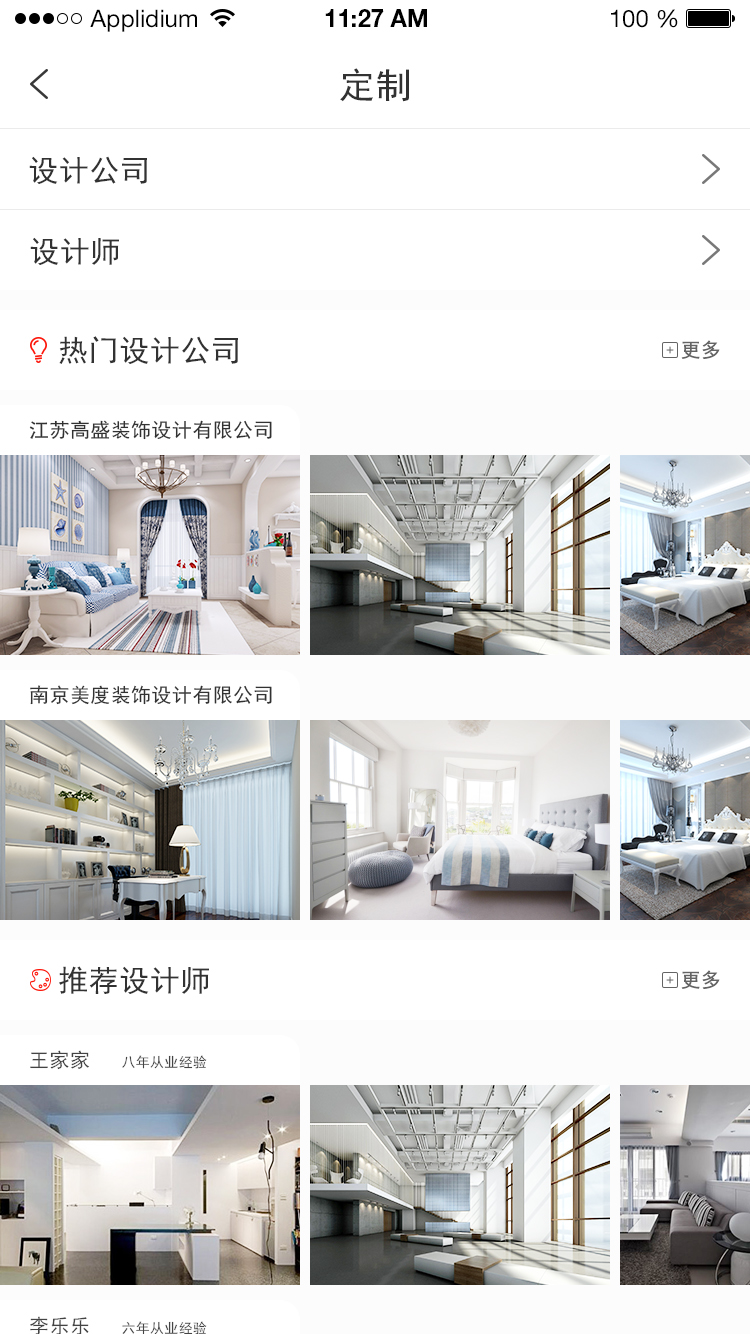 Applidium 11:27 AM 100 %
定制
设计公司
设计师
热门设计公司 更多
江苏高盛装饰设计有限公司
南京美度装饰设计有限公司
推荐设计师 更多
王家家 八年从业经验
李乐乐 六年从业经验